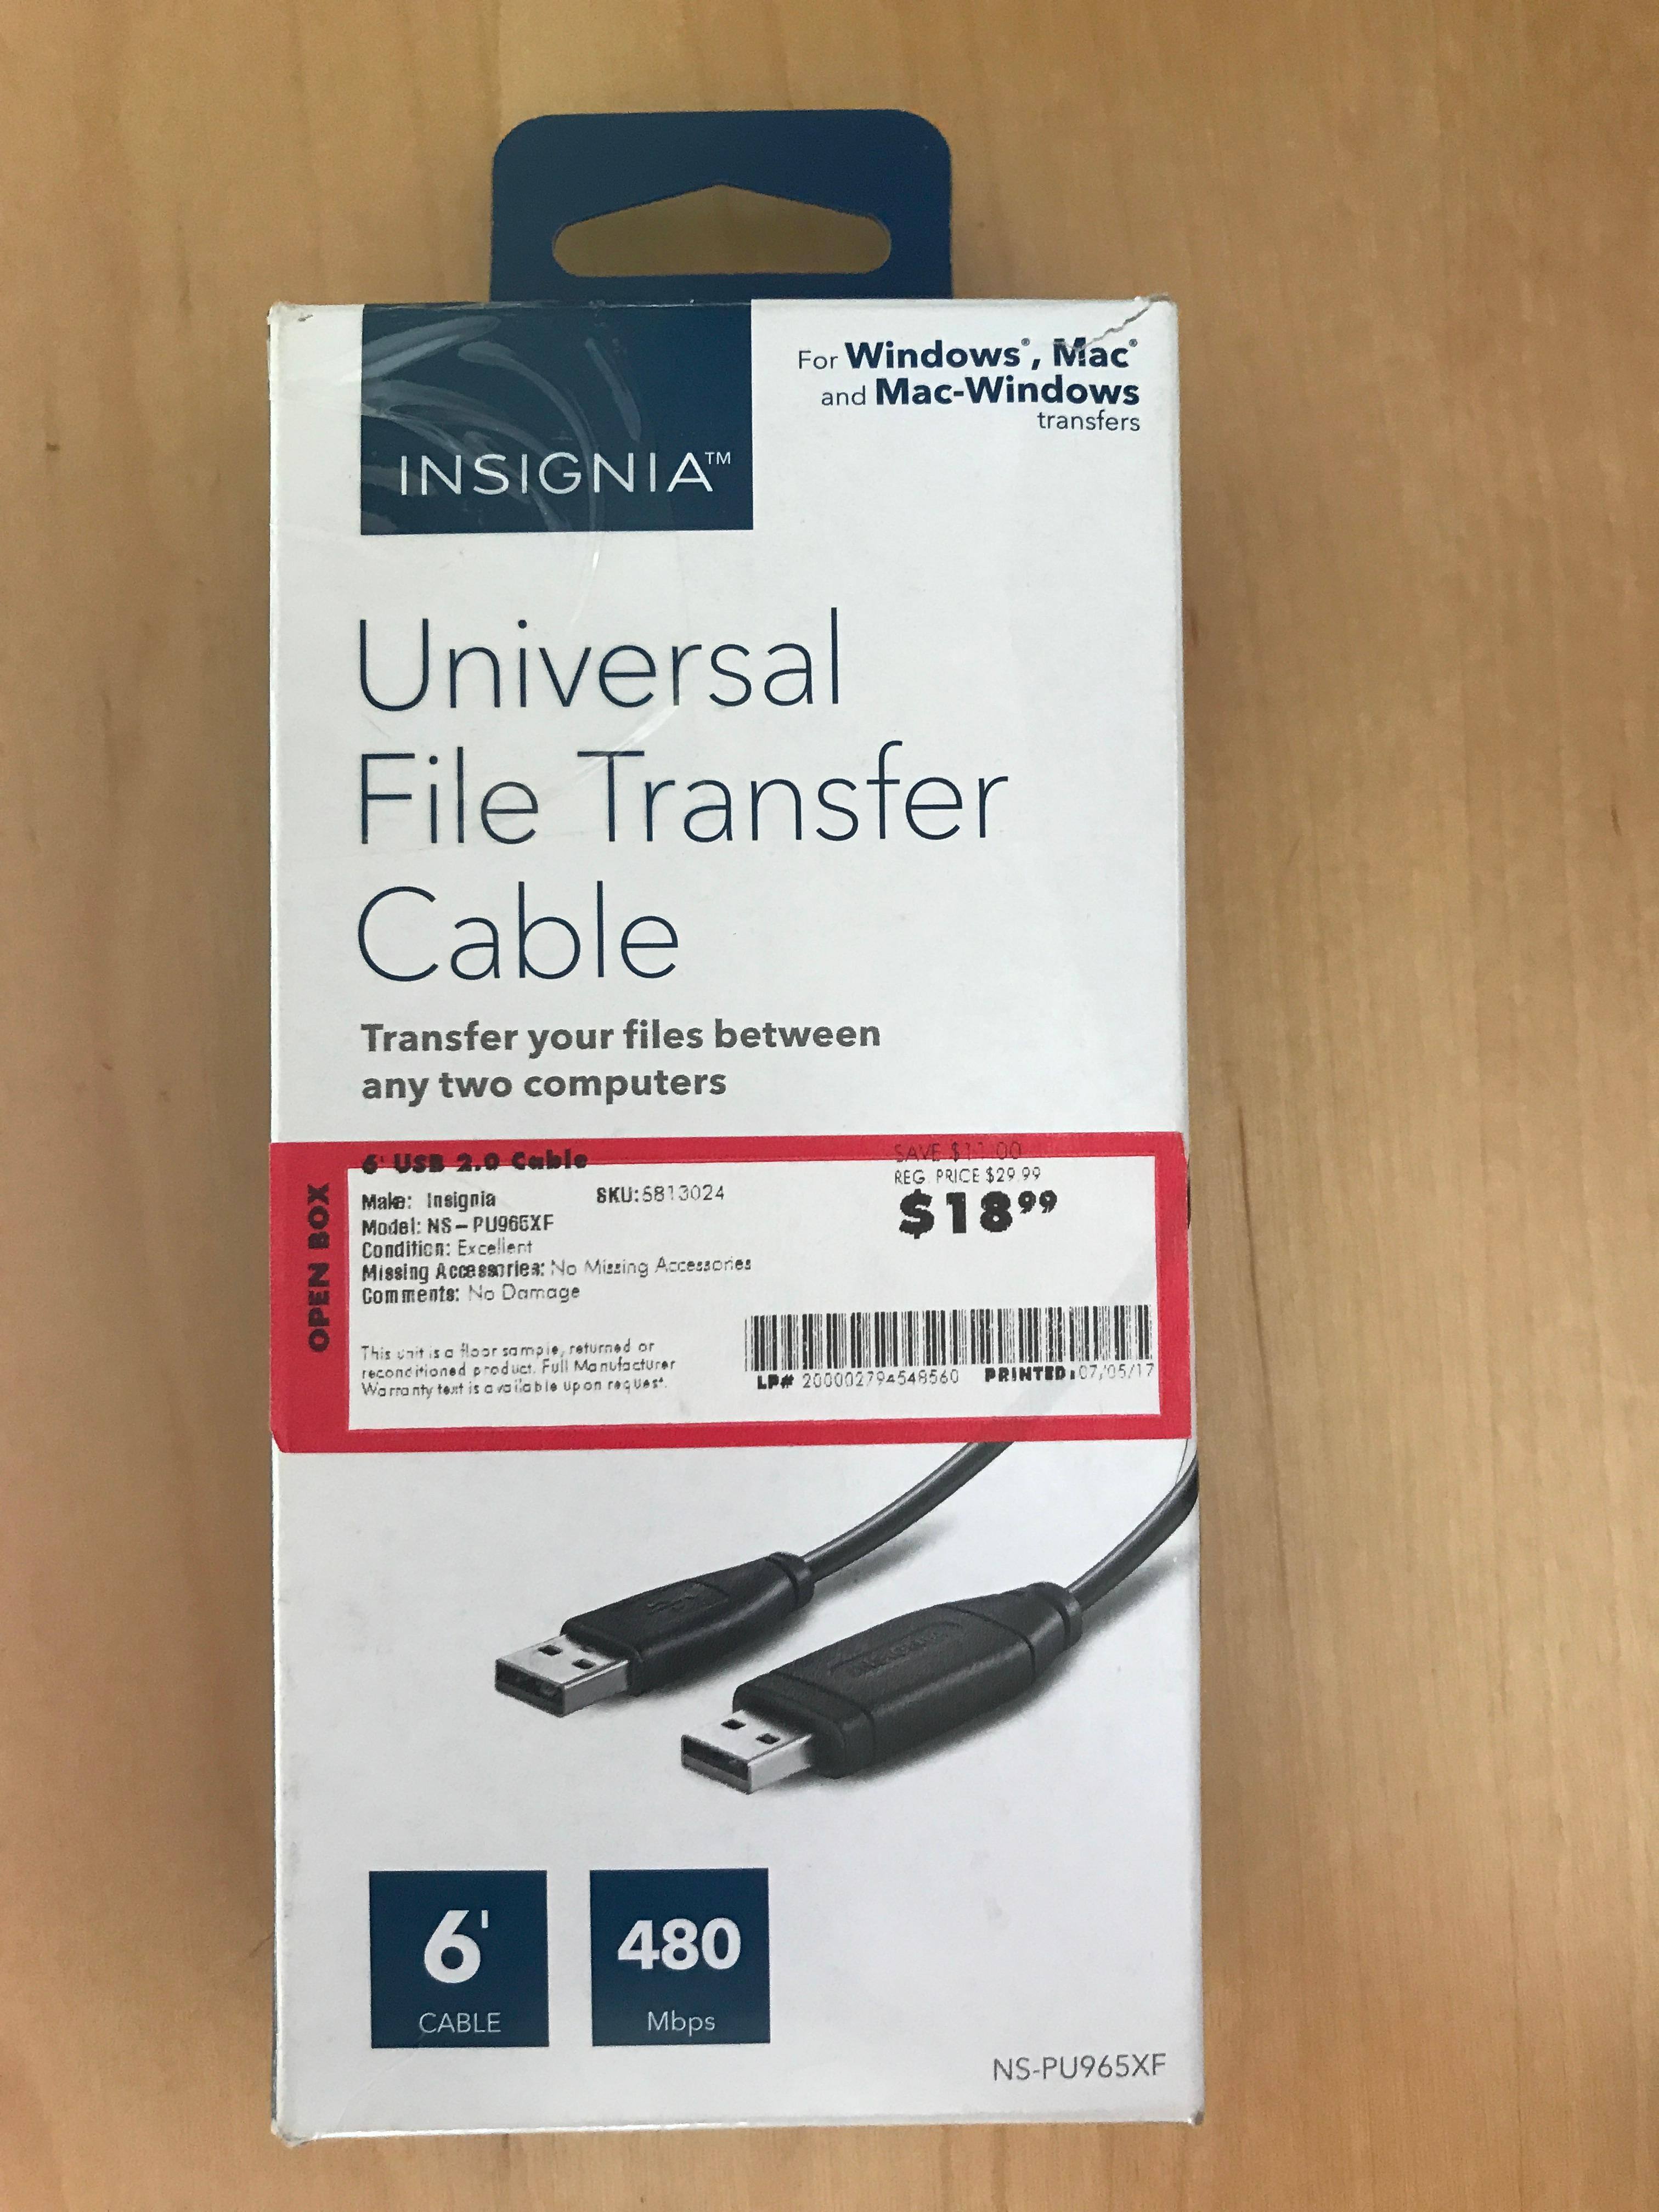 For Windows®, Mac®
and Mac-Windows
transfers
INSIGNIA™
Universal
File Transfer
Cable
Transfer your files between
any two computers
OPEN BOX
6' USB 2.0 Cable
Make: Insignia
SKU:5813024
Model: NS-PU965XF
Condition: Excellent
Missing Accessories: No Missing Accessories
Comments: No Damage
SAVE $11.00
REG. PRICE $29.99
$18⁹⁹
This unit is a floor sample, returned or
reconditioned product. Full Manufacturer
Warranty text is available upon request.
LP# 200002794548560 PRINTED:07/05/17
6'
CABLE
480
Mbps
NS-PU965XF